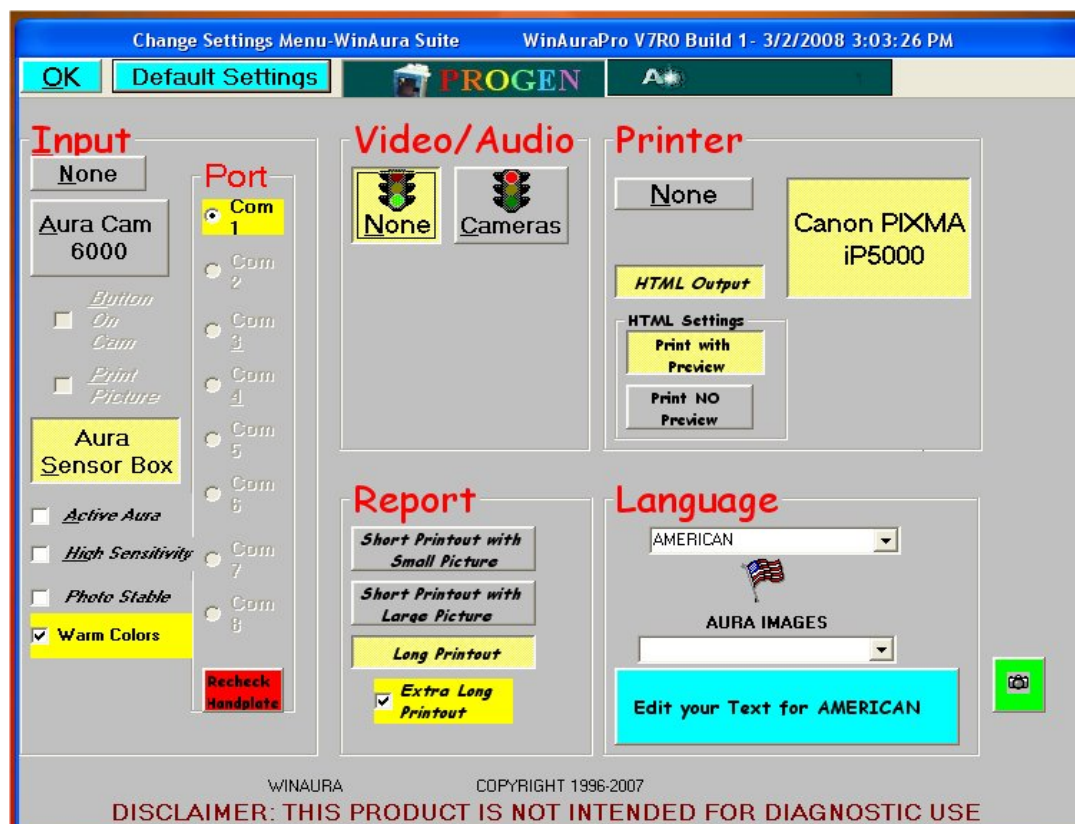 Change Settings Menu-WinAura Suite WinAuraPro V7R0 Build 1- 3/2/2008 3:03:26 PM
OK Default Settings PROGEN A
Input
None
Aura Cam
6000
Button
On
Cam
Print
Picture
Aura
Sensor Box
Active Aura
High Sensitivity
Photo Stable
Warm Colors
Port
Com
1
Com
2
Com
3
Com
4
Com
5
Com
6
Com
7
Com
8
Recheck
Handplate
Video/Audio
None Cameras
Printer
None
Canon PIXMA
iP5000
HTML Output
HTML Settings
Print with
Preview
Print NO
Preview
Report
Short Printout with
Small Picture
Short Printout with
Large Picture
Long Printout
Extra Long
Printout
Language
AMERICAN
AURA IMAGES
Edit your Text for AMERICAN
WINAURA COPYRIGHT 1996-2007
DISCLAIMER: THIS PRODUCT IS NOT INTENDED FOR DIAGNOSTIC USE